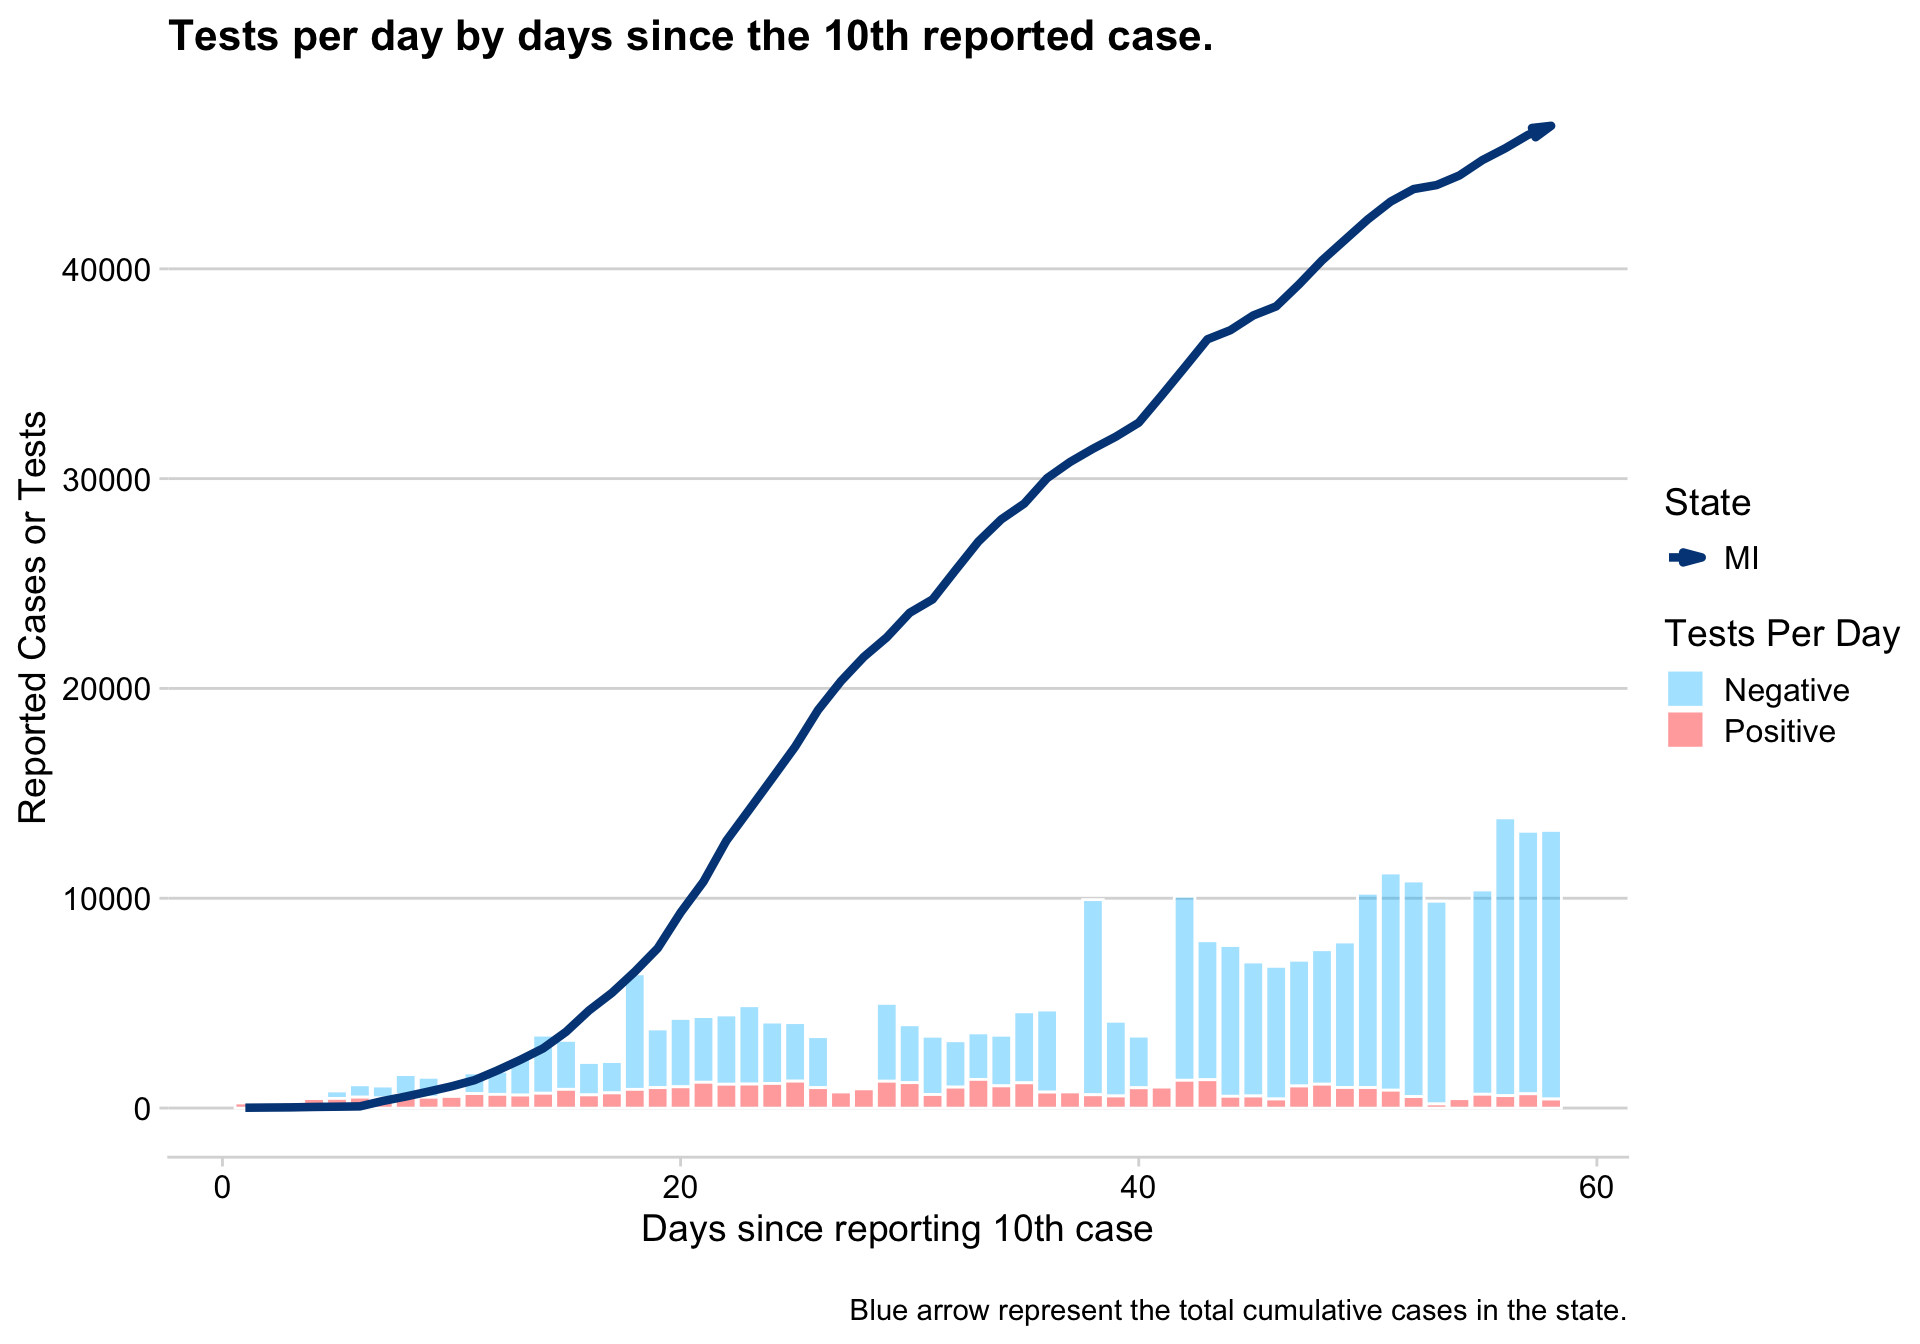 Tests per day by days since the 10th reported case.
Reported Cases or Tests
40000
30000
20000
10000
0
0 20 40 60
Days since reporting 10th case
State
MI
Tests Per Day
Negative
Positive
Blue arrow represent the total cumulative cases in the state.